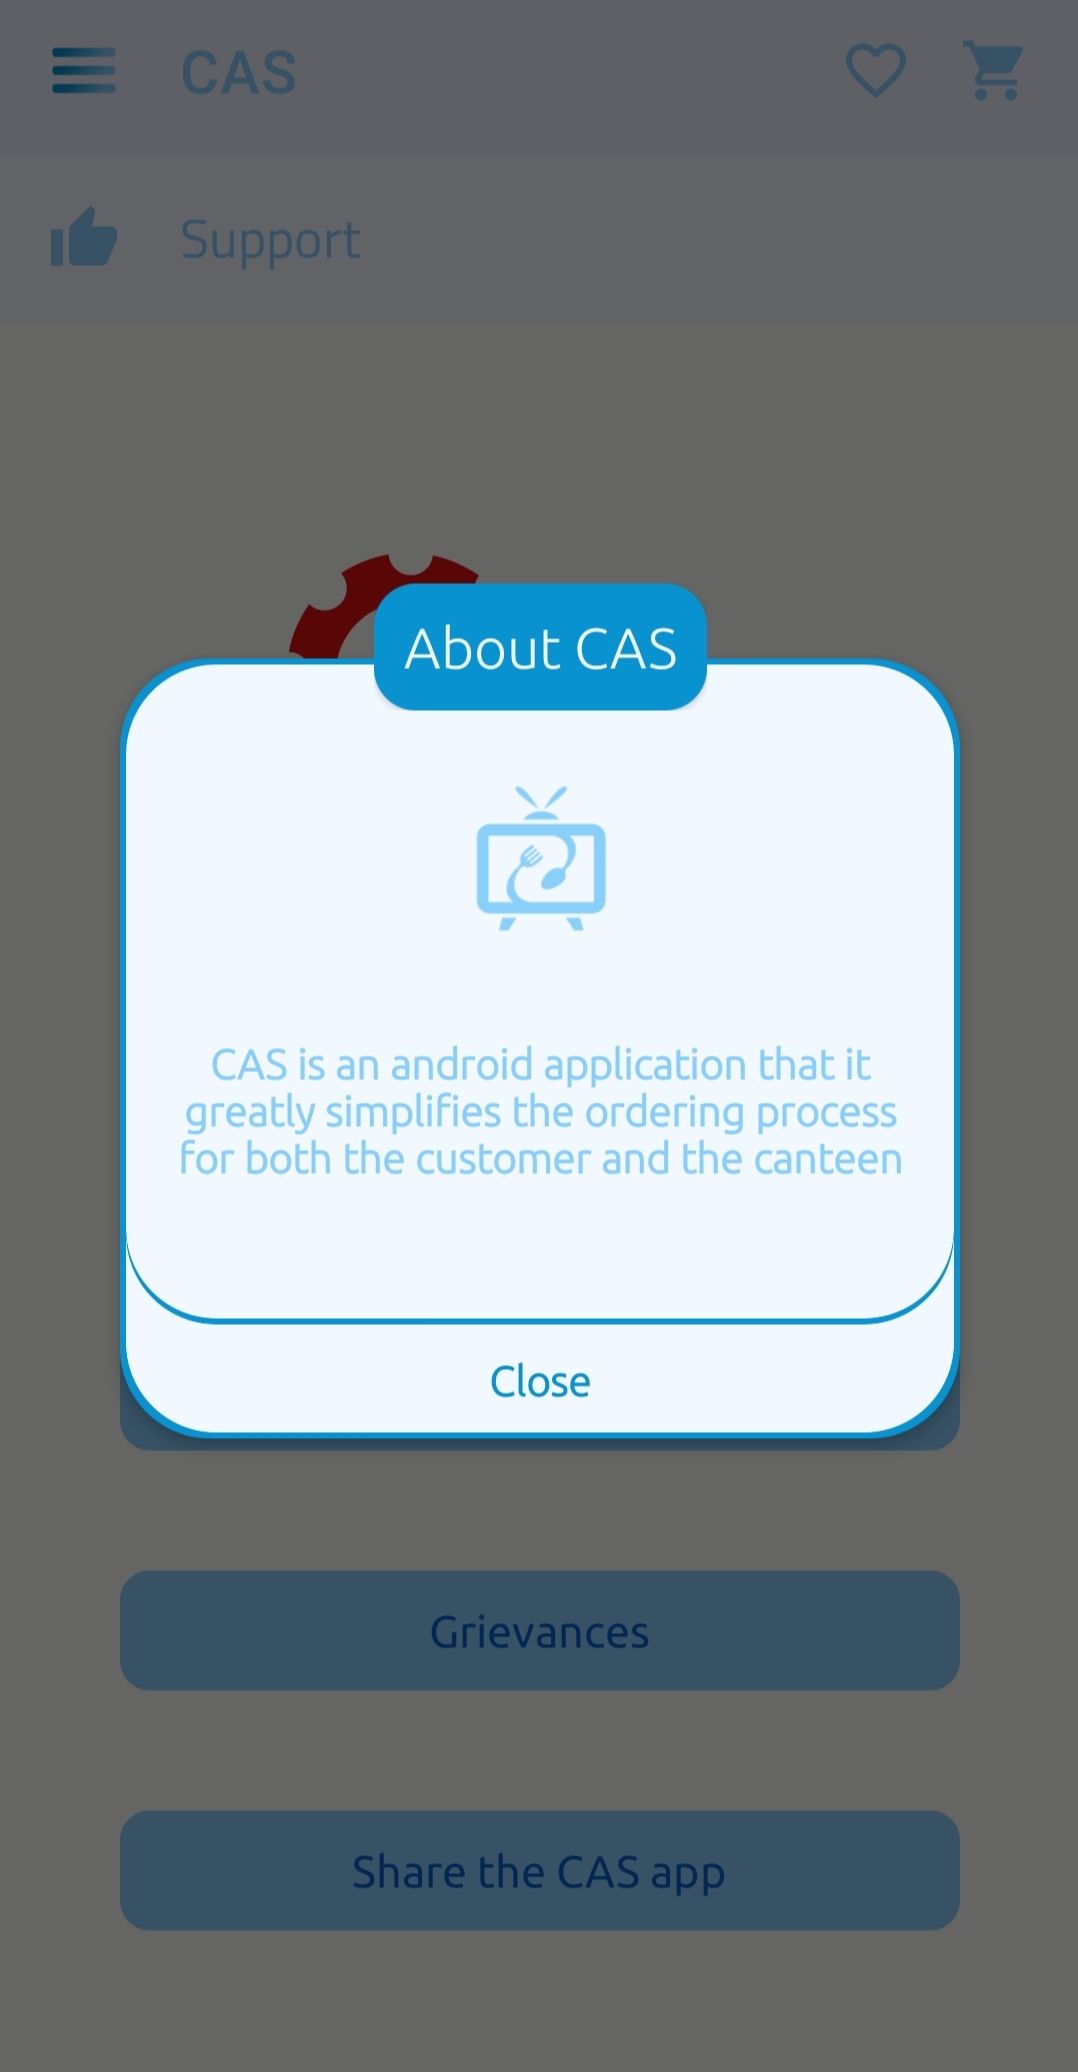 CAS
Support
About CAS
CAS is an android application that it
greatly simplifies the ordering process
for both the customer and the canteen
Close
Grievances
Share the CAS app